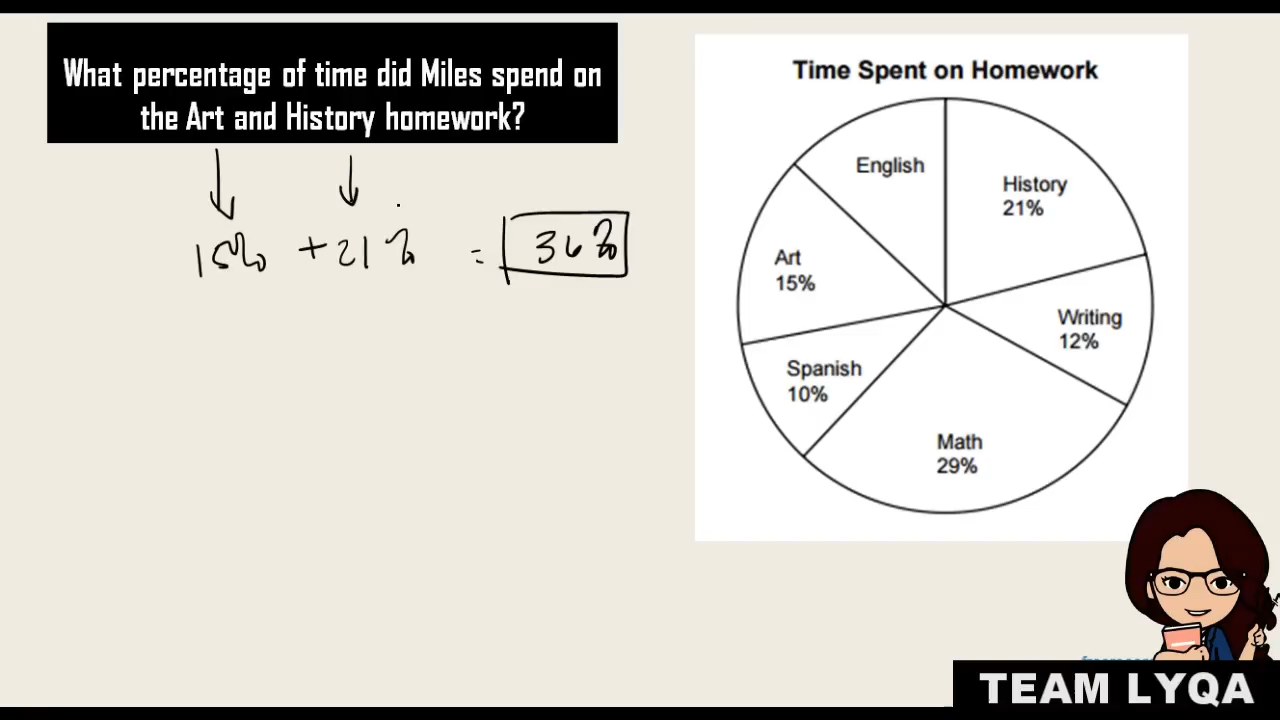 What percentage of time did Miles spend on
the Art and History homework?
15% + 21% = 36%
Time Spent on Homework
English
History
21%
Art
15%
Writing
12%
Spanish
10%
Math
29%
TEAM LYQA